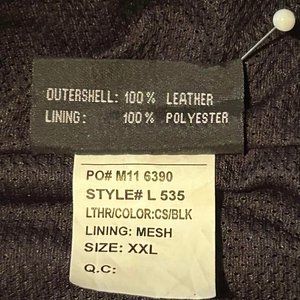 OUTERSHELL: 100% LEATHER
LINING: 100% POLYESTER
PO# M11 6390
STYLE# L 535
LTHR/COLOR:CS/BLK
LINING: MESH
SIZE: XXL
Q.C: